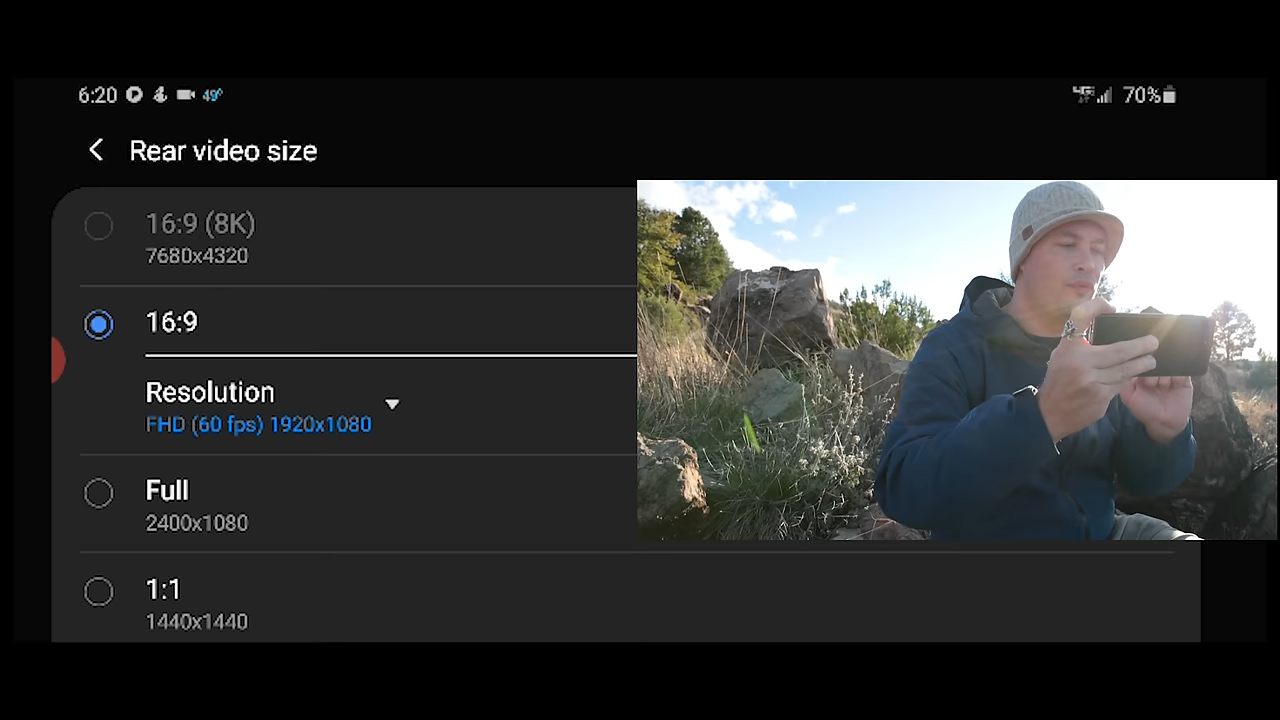 6:20 49°
4G 70%
Rear video size
16:9 (8K)
7680x4320
16:9
Resolution
FHD (60 fps) 1920x1080
Full
2400x1080
1:1
1440x1440